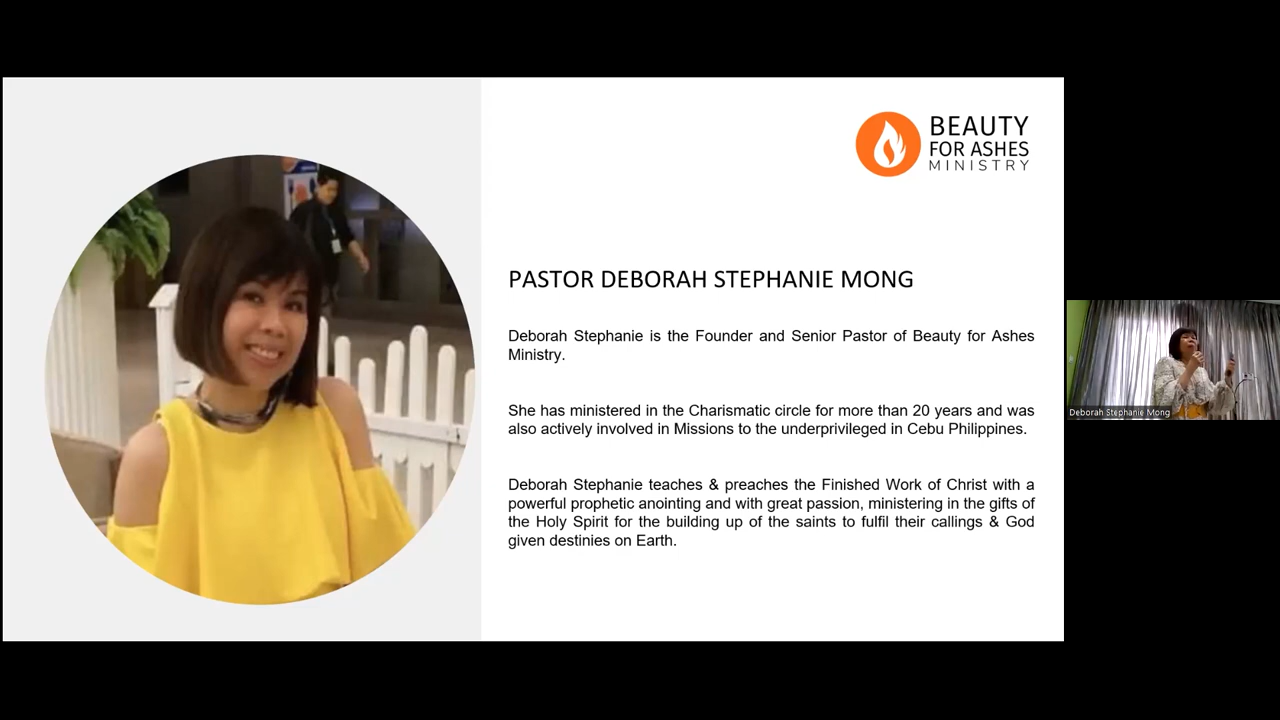 BEAUTY
FOR ASHES
MINISTRY
PASTOR DEBORAH STEPHANIE MONG
Deborah Stephanie is the Founder and Senior Pastor of Beauty for Ashes
Ministry.
She has ministered in the Charismatic circle for more than 20 years and was
also actively involved in Missions to the underprivileged in Cebu Philippines.
Deborah Stephanie teaches & preaches the Finished Work of Christ with a
powerful prophetic anointing and with great passion, ministering in the gifts of
the Holy Spirit for the building up of the saints to fulfil their callings & God
given destinies on Earth.
Deborah Stephanie Mong